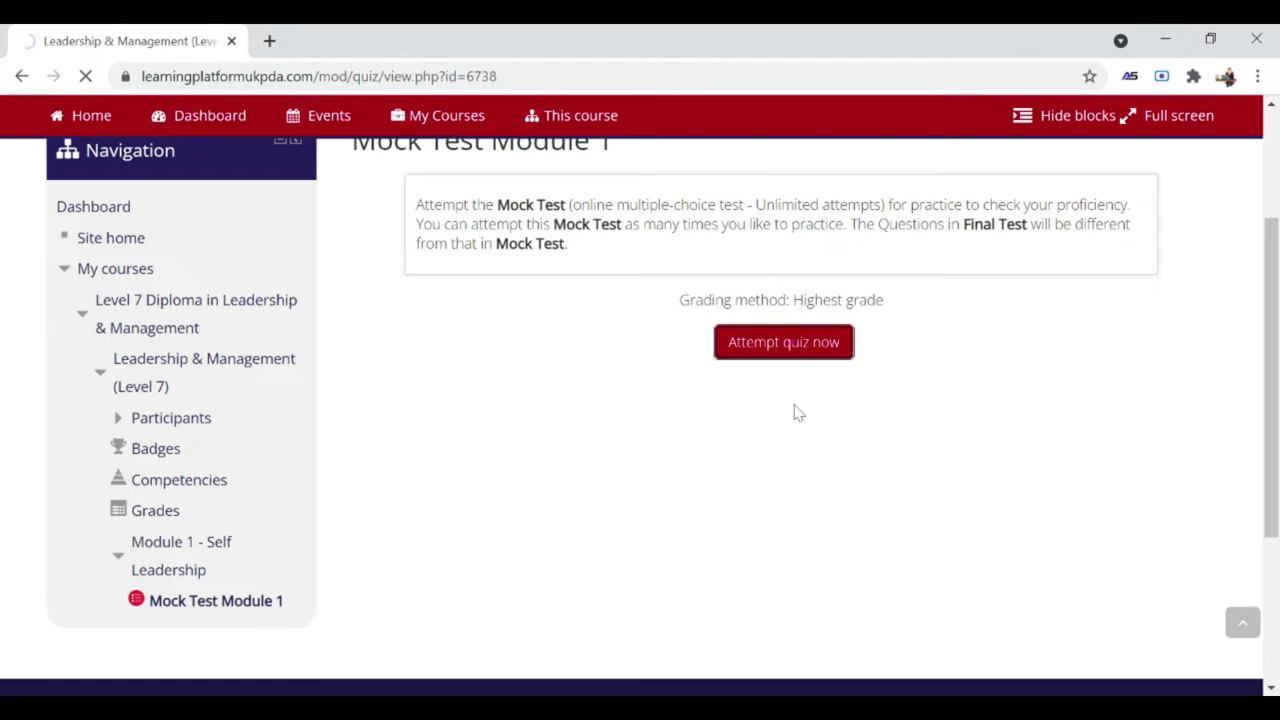 Leadership & Management (Leve
learningplatformukpda.com/mod/quiz/view.php?id=6738
Home Dashboard Events My Courses This course Hide blocks Full screen
Navigation
Dashboard
Site home
My courses
Level 7 Diploma in Leadership
& Management
Leadership & Management
(Level 7)
Participants
Badges
Competencies
Grades
Module 1 - Self
Leadership
Mock Test Module 1
Mock Test Module 1
Attempt the Mock Test (online multiple-choice test - Unlimited attempts) for practice to check your proficiency.
You can attempt this Mock Test as many times you like to practice. The Questions in Final Test will be different
from that in Mock Test.
Grading method: Highest grade
Attempt quiz now